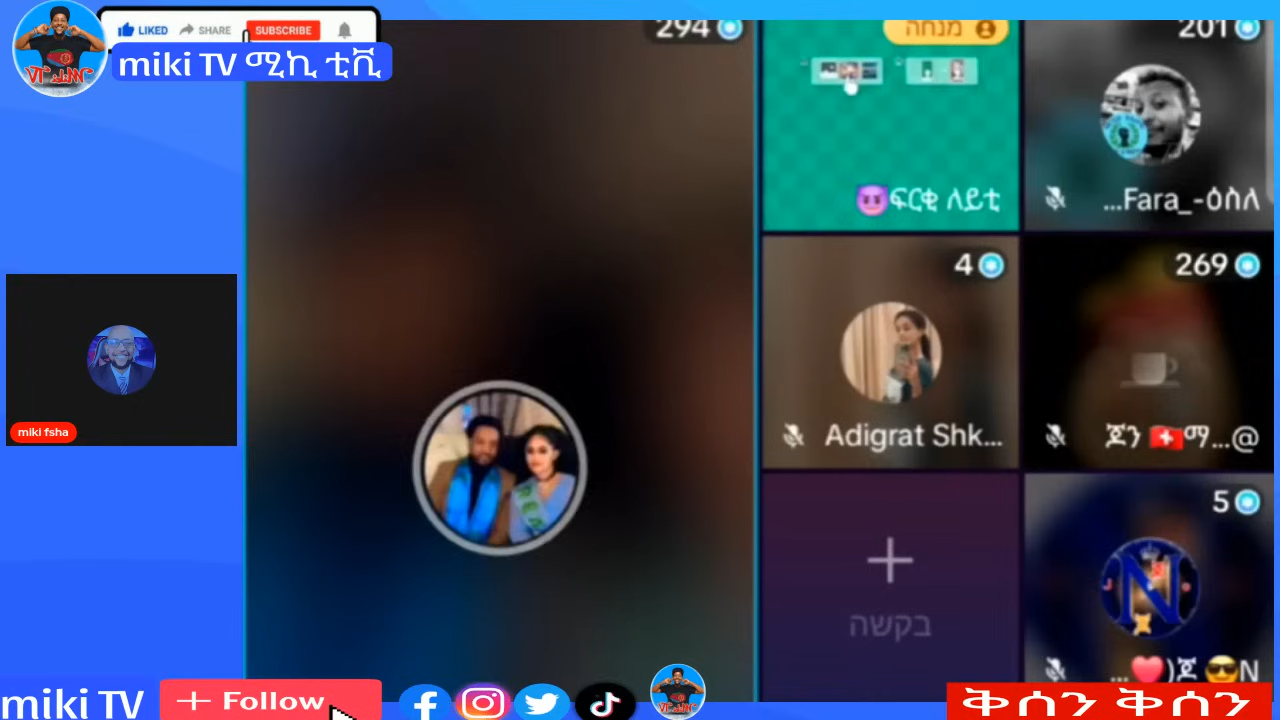 LIKED SHARE SUBSCRIBE
miki TV ሚኪ ቲቪ
294
מנחה
201
😈ፍርቂ ለይቲ
...Fara_-ዕስለ
4
269
Adigrat Shk...
ጆን 🇨🇭ማ...@
miki fsha
5
N
בקשה
...❤️)ጆ 😎N
miki TV
+ Follow
ቅሰን ቅሰን